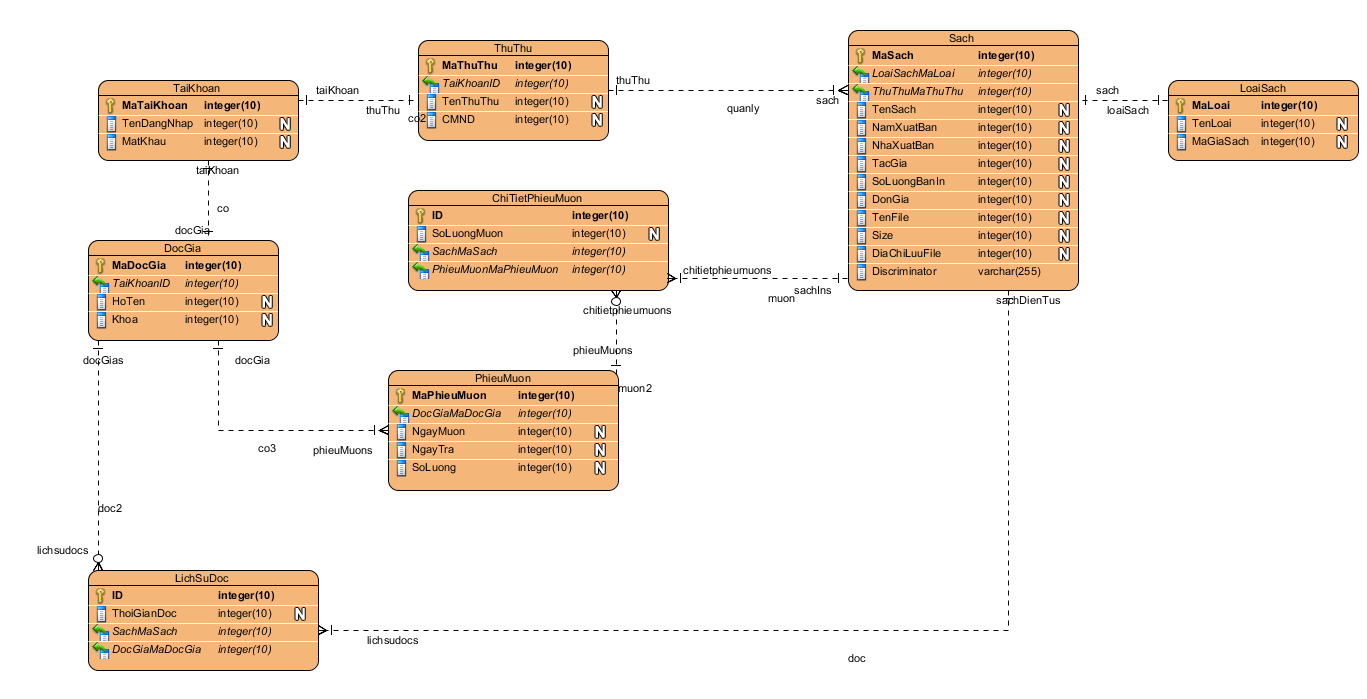 TaiKhoan
MaTaiKhoan integer(10)
TenDangNhap integer(10) N
MatKhau integer(10) N
taiKhoan
thuThu
co2
ThuThu
MaThuThu integer(10)
TaiKhoanID integer(10)
TenThuThu integer(10) N
CMND integer(10) N
thuThu
quanly
sach
Sach
MaSach integer(10)
LoaiSachMaLoai integer(10)
ThuThuMaThuThu integer(10)
TenSach integer(10) N
NamXuatBan integer(10) N
NhaXuatBan integer(10) N
TacGia integer(10) N
SoLuongBanIn integer(10) N
DonGia integer(10) N
TenFile integer(10) N
Size integer(10) N
DiaChiLuuFile integer(10) N
Discriminator varchar(255)
sach
loaiSach
LoaiSach
MaLoai integer(10)
TenLoai integer(10) N
MaGiaSach integer(10) N
taiKhoan
co
docGia
DocGia
MaDocGia integer(10)
TaiKhoanID integer(10)
HoTen integer(10) N
Khoa integer(10) N
ChiTietPhieuMuon
ID integer(10)
SoLuongMuon integer(10) N
SachMaSach integer(10)
PhieuMuonMaPhieuMuon integer(10)
chitietphieumuons
sachIns
muon
sachDienTus
chitietphieumuons
phieuMuons
muon2
docGias
docGia
PhieuMuon
MaPhieuMuon integer(10)
DocGiaMaDocGia integer(10)
NgayMuon integer(10) N
NgayTra integer(10) N
SoLuong integer(10) N
co3
phieuMuons
doc2
lichsudocs
LichSuDoc
ID integer(10)
ThoiGianDoc integer(10) N
SachMaSach integer(10)
DocGiaMaDocGia integer(10)
lichsudocs
doc